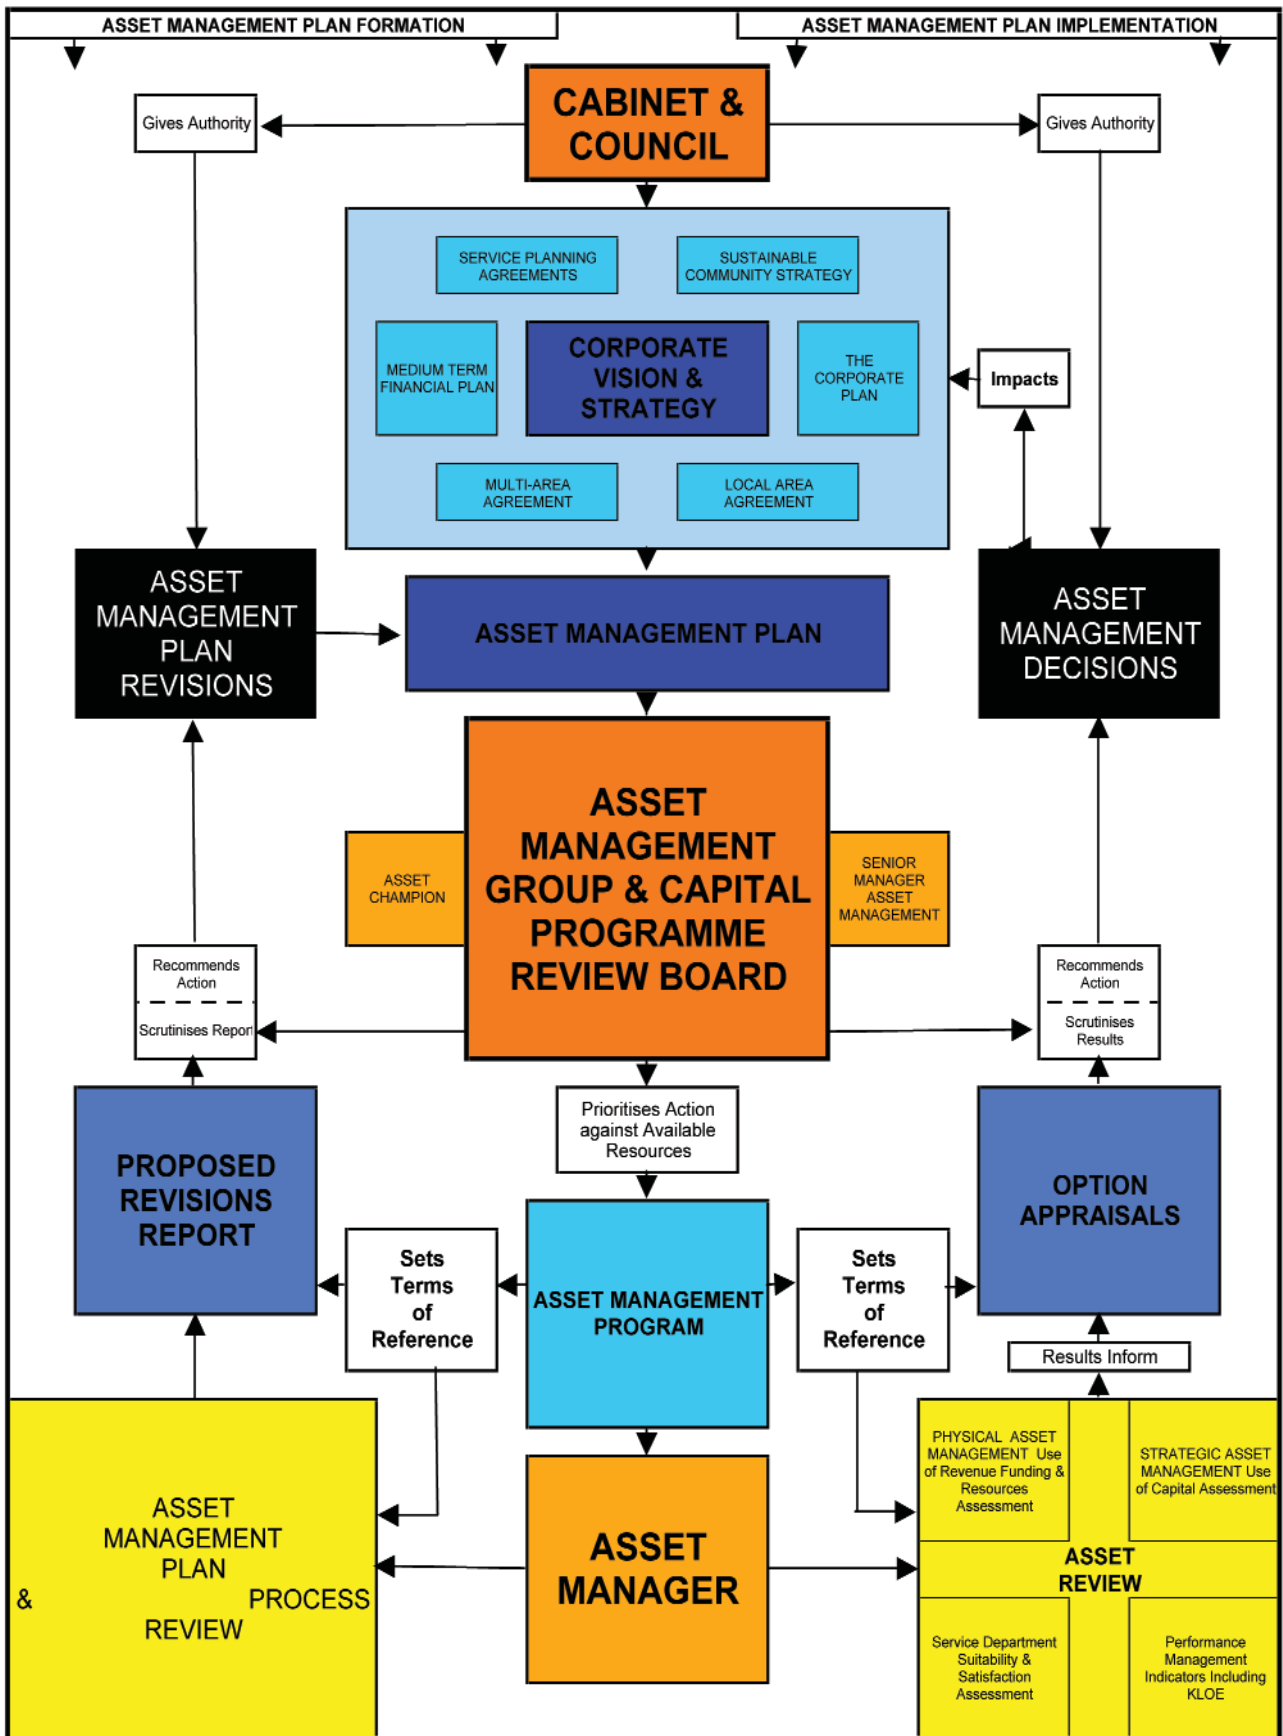 ASSET MANAGEMENT PLAN FORMATION
ASSET MANAGEMENT PLAN IMPLEMENTATION
CABINET &
COUNCIL
Gives Authority
Gives Authority
SERVICE PLANNING
AGREEMENTS
SUSTAINABLE
COMMUNITY STRATEGY
MEDIUM TERM
FINANCIAL PLAN
CORPORATE
VISION &
STRATEGY
THE
CORPORATE
PLAN
Impacts
MULTI-AREA
AGREEMENT
LOCAL AREA
AGREEMENT
ASSET
MANAGEMENT
PLAN
REVISIONS
ASSET MANAGEMENT PLAN
ASSET
MANAGEMENT
DECISIONS
ASSET
CHAMPION
ASSET
MANAGEMENT
GROUP & CAPITAL
PROGRAMME
REVIEW BOARD
SENIOR
MANAGER
ASSET
MANAGEMENT
Recommends
Action
Scrutinises Report
Recommends
Action
Scrutinises
Results
Prioritises Action
against Available
Resources
PROPOSED
REVISIONS
REPORT
OPTION
APPRAISALS
Sets
Terms
of
Reference
ASSET MANAGEMENT
PROGRAM
Sets
Terms
of
Reference
Results Inform
ASSET
MANAGEMENT
PLAN
& PROCESS
REVIEW
ASSET
MANAGER
PHYSICAL ASSET
MANAGEMENT Use
of Revenue Funding &
Resources
Assessment
STRATEGIC ASSET
MANAGEMENT Use
of Capital Assessment
ASSET
REVIEW
Service Department
Suitability &
Satisfaction
Assessment
Performance
Management
Indicators Including
KLOE